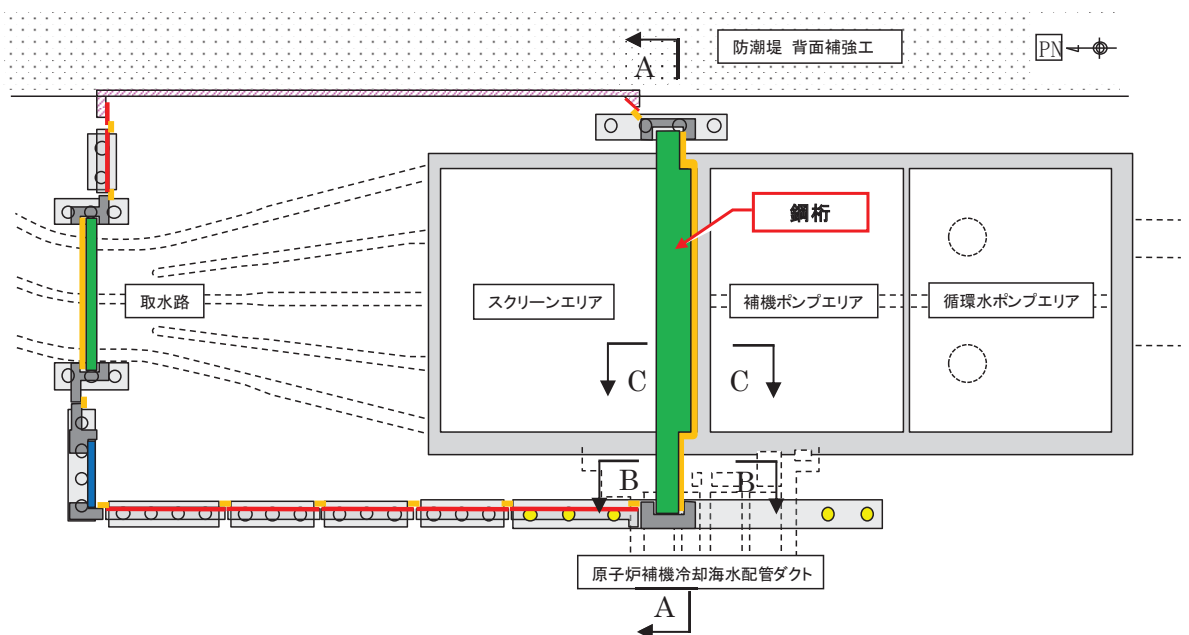 防潮堤 背面補強工
PN
A
鋼桁
取水路
スクリーンエリア
補機ポンプエリア
循環水ポンプエリア
C
C
B
B
原子炉補機冷却海水配管ダクト
A